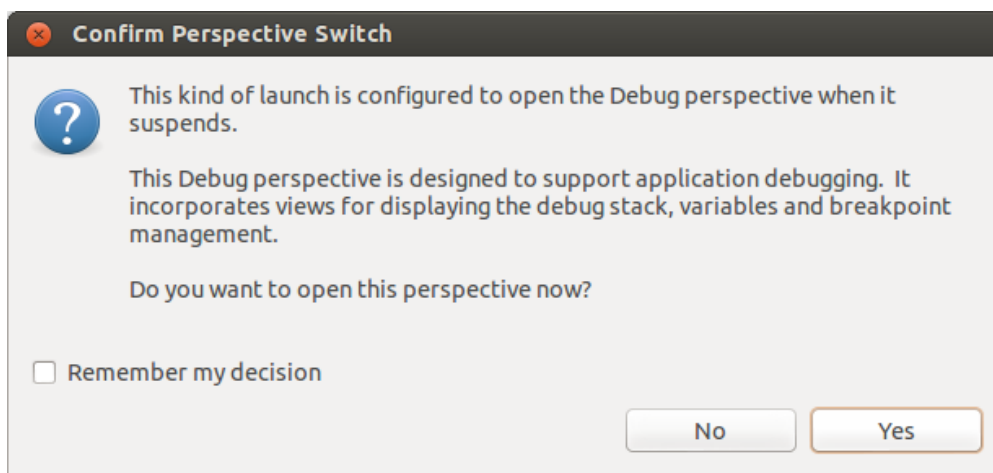 Confirm Perspective Switch
This kind of launch is configured to open the Debug perspective when it
suspends.
This Debug perspective is designed to support application debugging.  It
incorporates views for displaying the debug stack, variables and breakpoint
management.
Do you want to open this perspective now?
Remember my decision
No
Yes